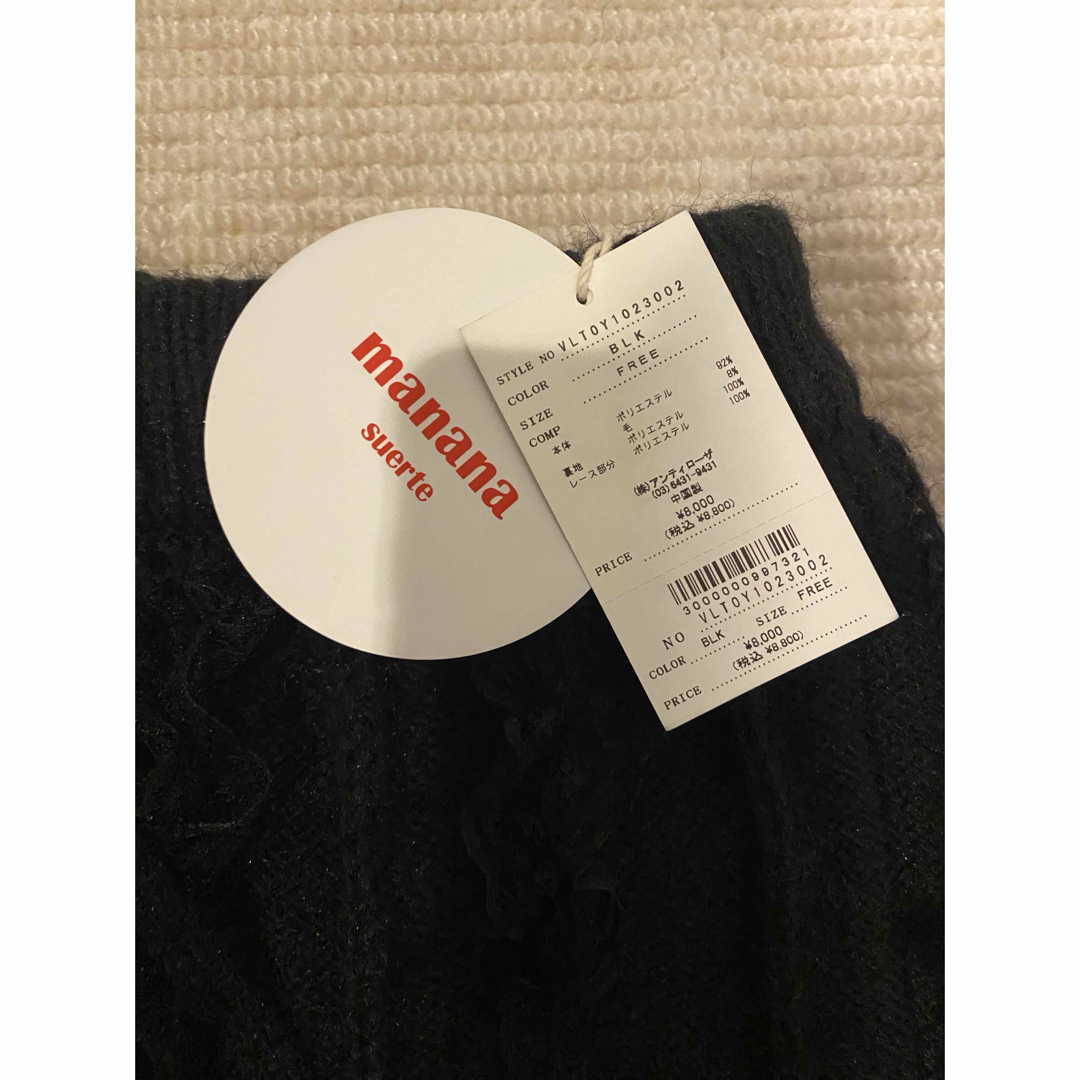 manana
suerte
STYLE NO VLT0Y1023002
COLOR BLK
SIZE FREE
COMP
本体 ポリエステル 92%
毛 8%
裏地 ポリエステル 100%
レース部分 ポリエステル 100%
(株)アンティローザ
(03)6431-9431
中国製
¥8,000
PRICE (税込 ¥8,800)
3000000997321
NO VLT0Y1023002
COLOR BLK SIZE FREE
¥8,000
PRICE (税込 ¥8,800)